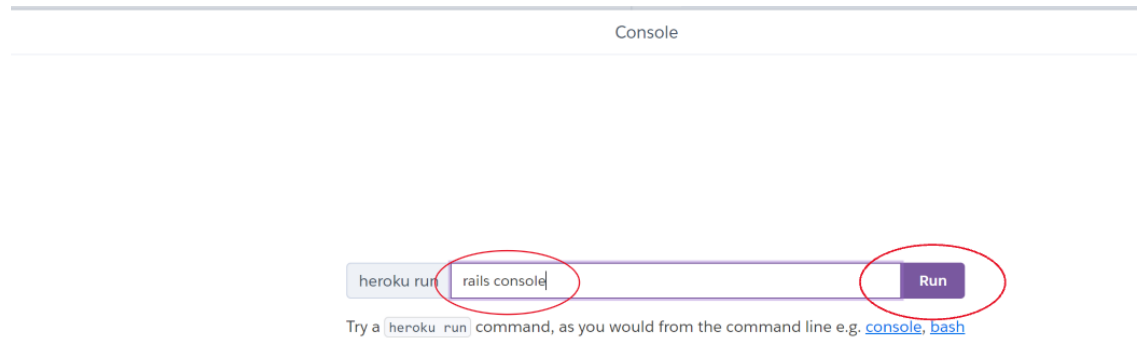 Console
heroku run rails console Run
Try a heroku run command, as you would from the command line e.g. console, bash